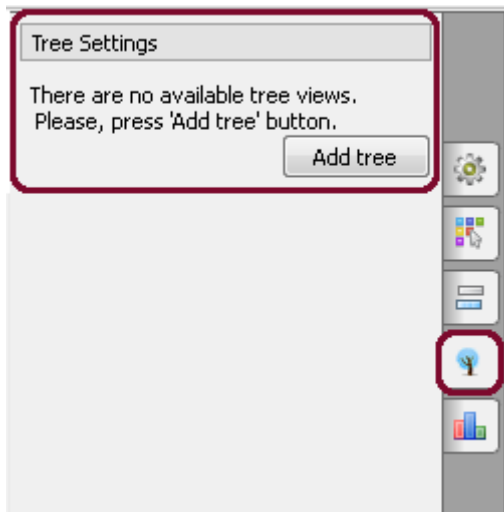 Tree Settings
There are no available tree views.
Please, press 'Add tree' button.
Add tree